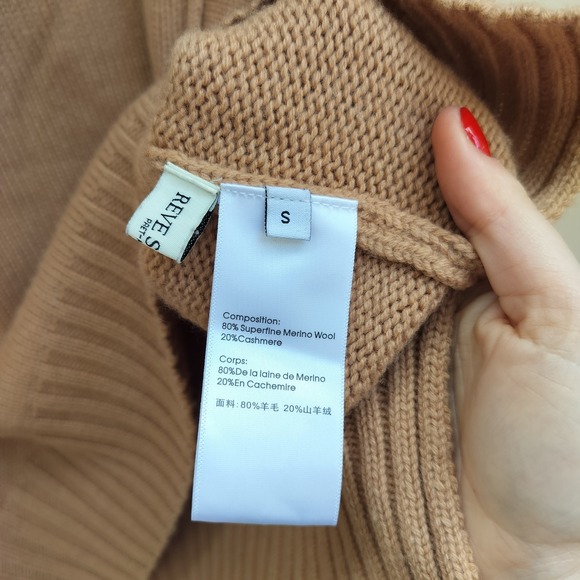 REVE S
PRET-
S
Composition:
80% Superfine Merino Wool
20%Cashmere
Corps:
80%De la laine de Merino
20%En Cachemire
面料:80%羊毛 20%山羊绒